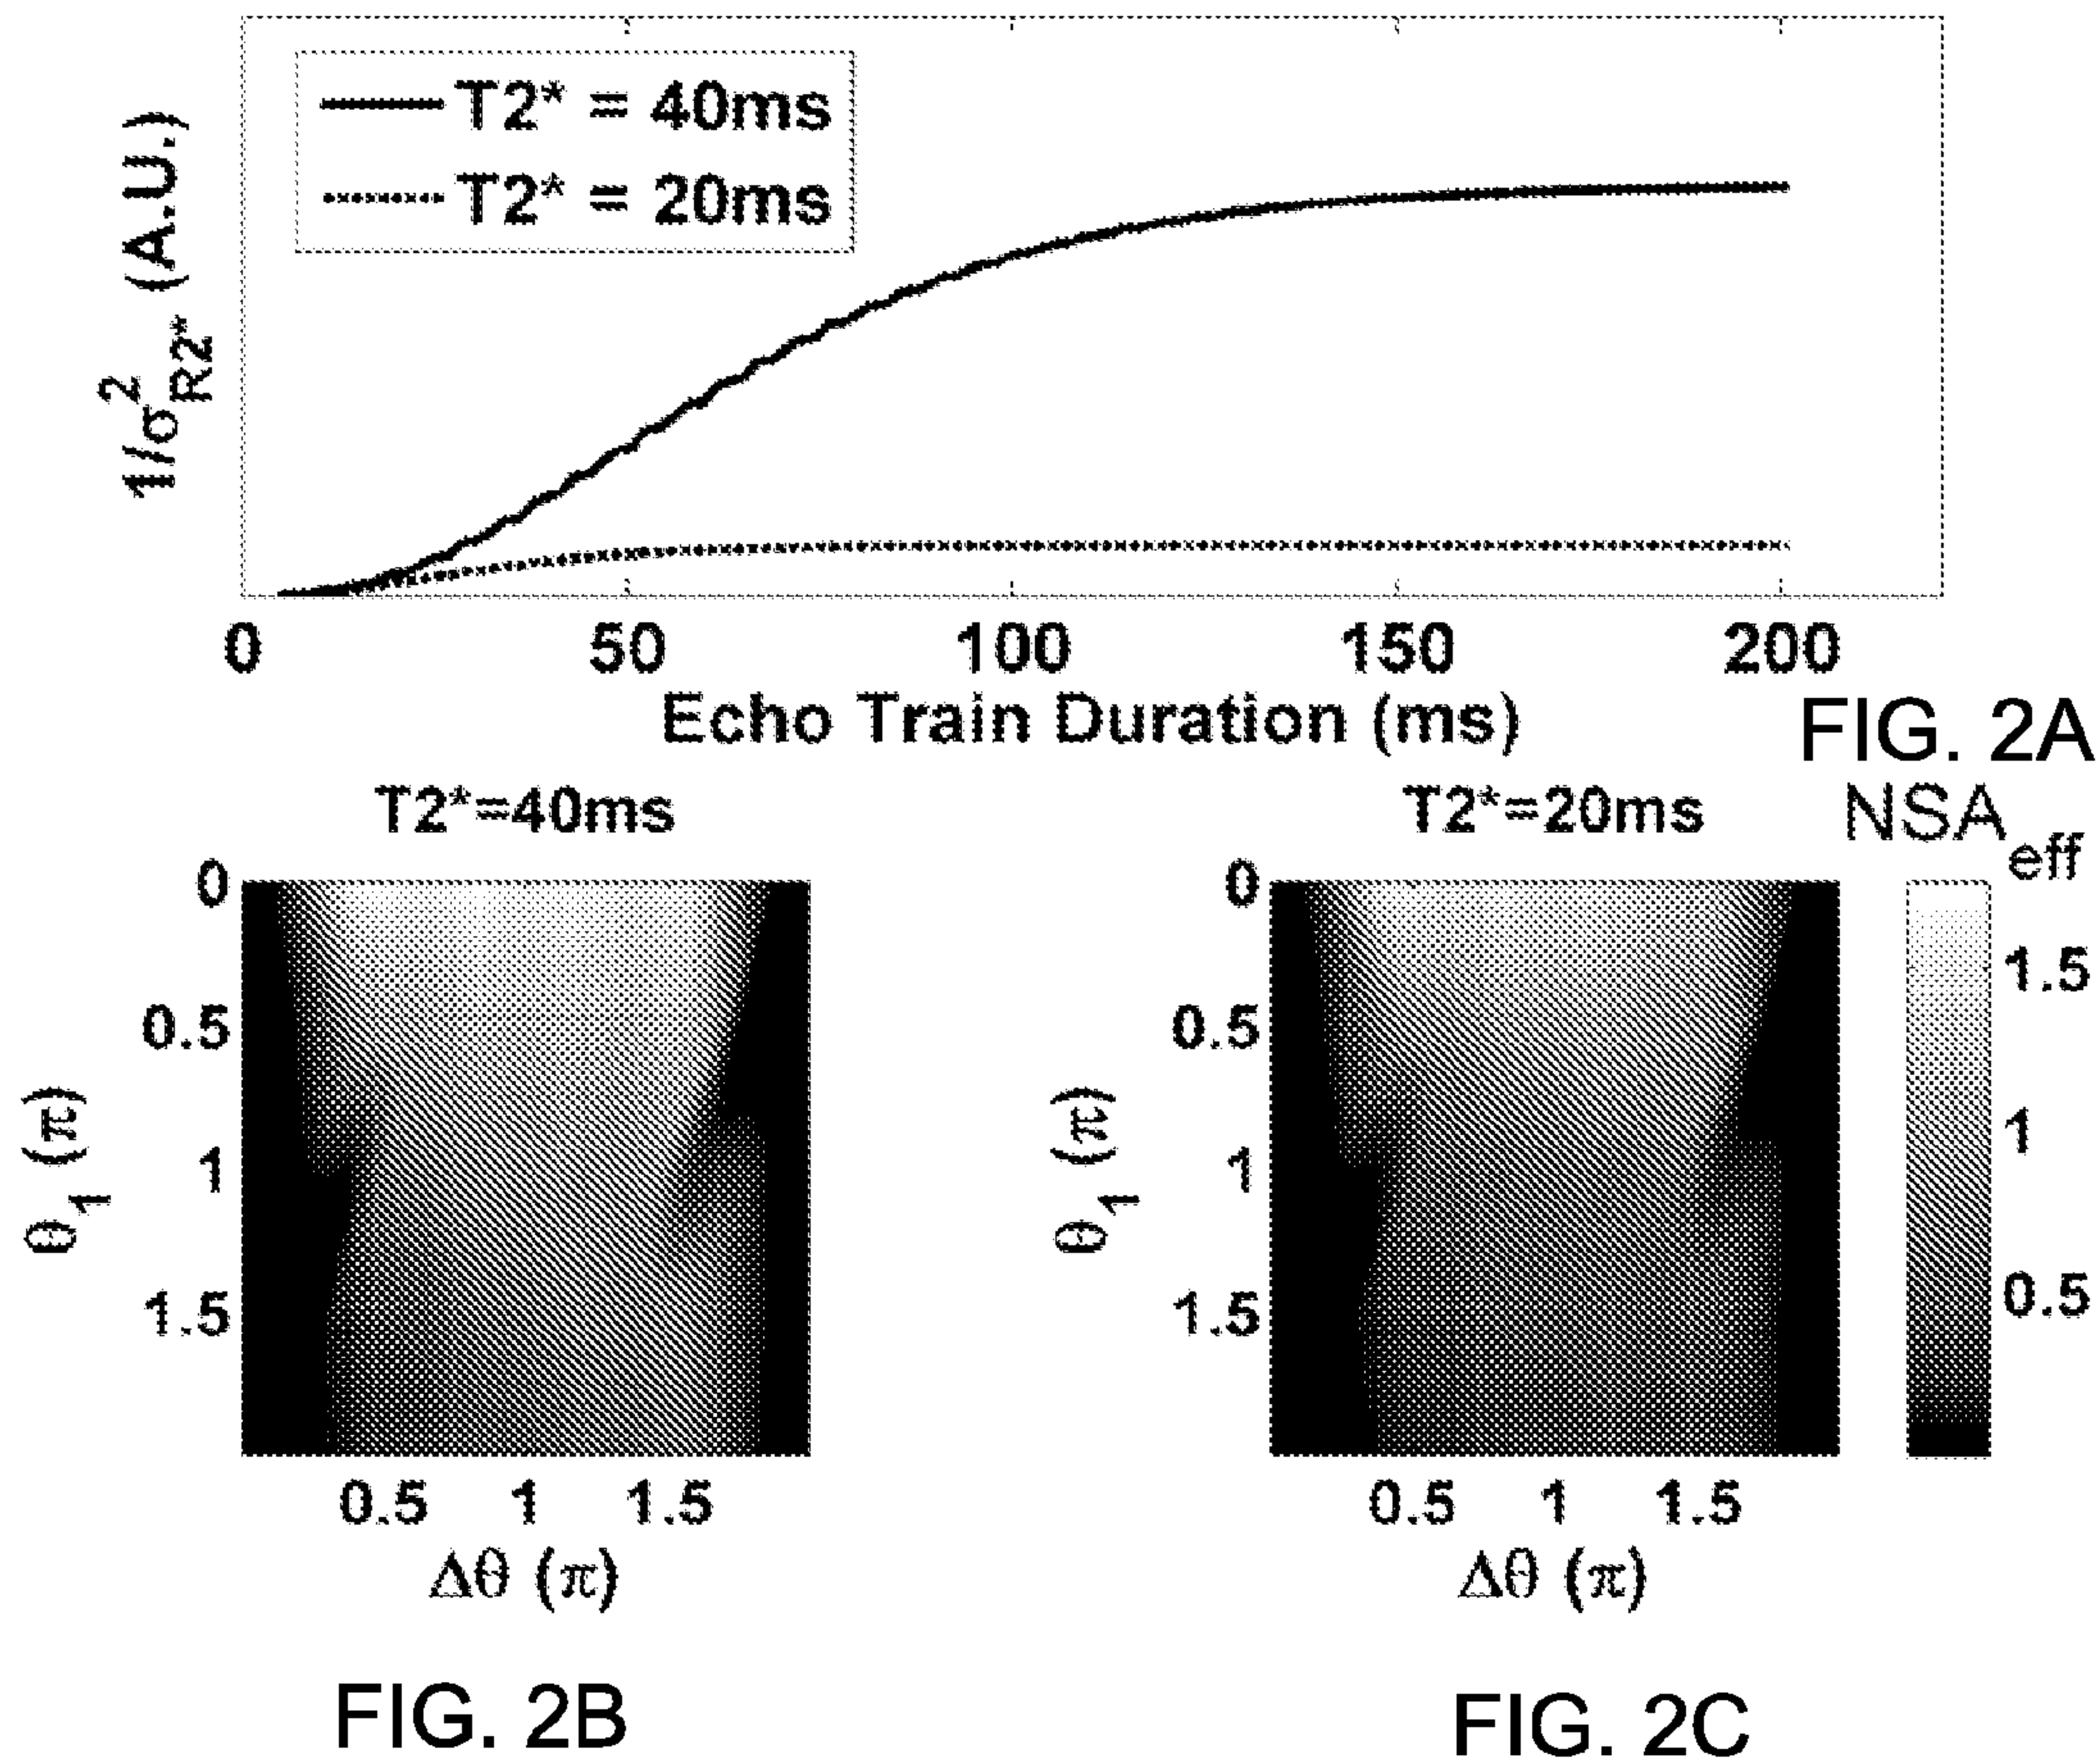 T2* = 40ms
T2* = 20ms
1/σ²R2* (A.U.)
0 50 100 150 200
Echo Train Duration (ms)
FIG. 2A
T2*=40ms
0
0.5
1
1.5
θ1 (π)
0.5 1 1.5
Δθ (π)
FIG. 2B
T2*=20ms
0
0.5
1
1.5
θ1 (π)
0.5 1 1.5
Δθ (π)
FIG. 2C
NSAeff
1.5
1
0.5